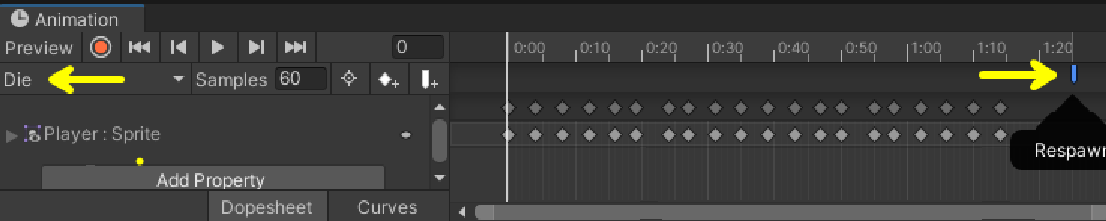 Animation
Preview 0 0:00 0:10 0:20 0:30 0:40 0:50 1:00 1:10 1:20
Die Samples 60
Player : Sprite
Respawn
Add Property
Dopesheet Curves